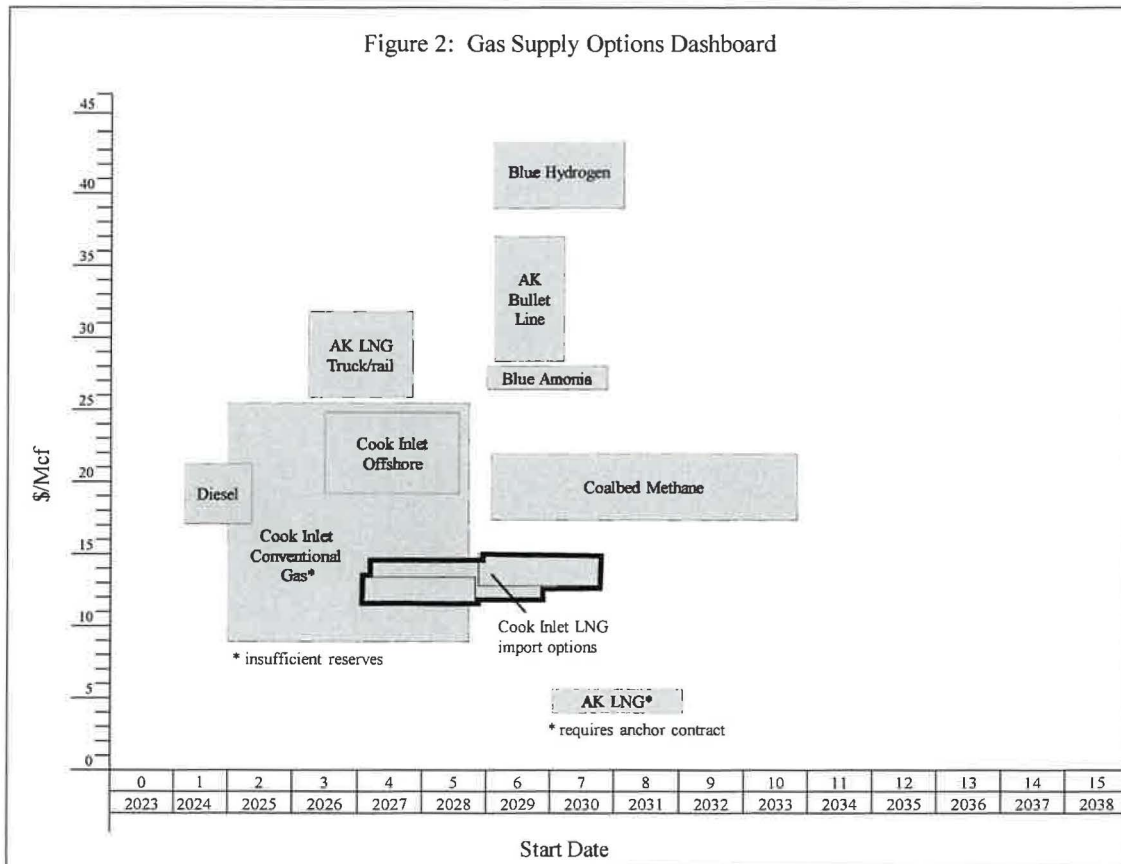 Figure 2: Gas Supply Options Dashboard
45
40
35
30
25
20
15
10
5
0
$/Mcf
Blue Hydrogen
AK
Bullet
Line
AK LNG
Truck/rail
Blue Amonia
Cook Inlet
Offshore
Diesel
Coalbed Methane
Cook Inlet
Conventional
Gas*
Cook Inlet LNG
import options
* insufficient reserves
AK LNG*
* requires anchor contract
0 1 2 3 4 5 6 7 8 9 10 11 12 13 14 15
2023 2024 2025 2026 2027 2028 2029 2030 2031 2032 2033 2034 2035 2036 2037 2038
Start Date